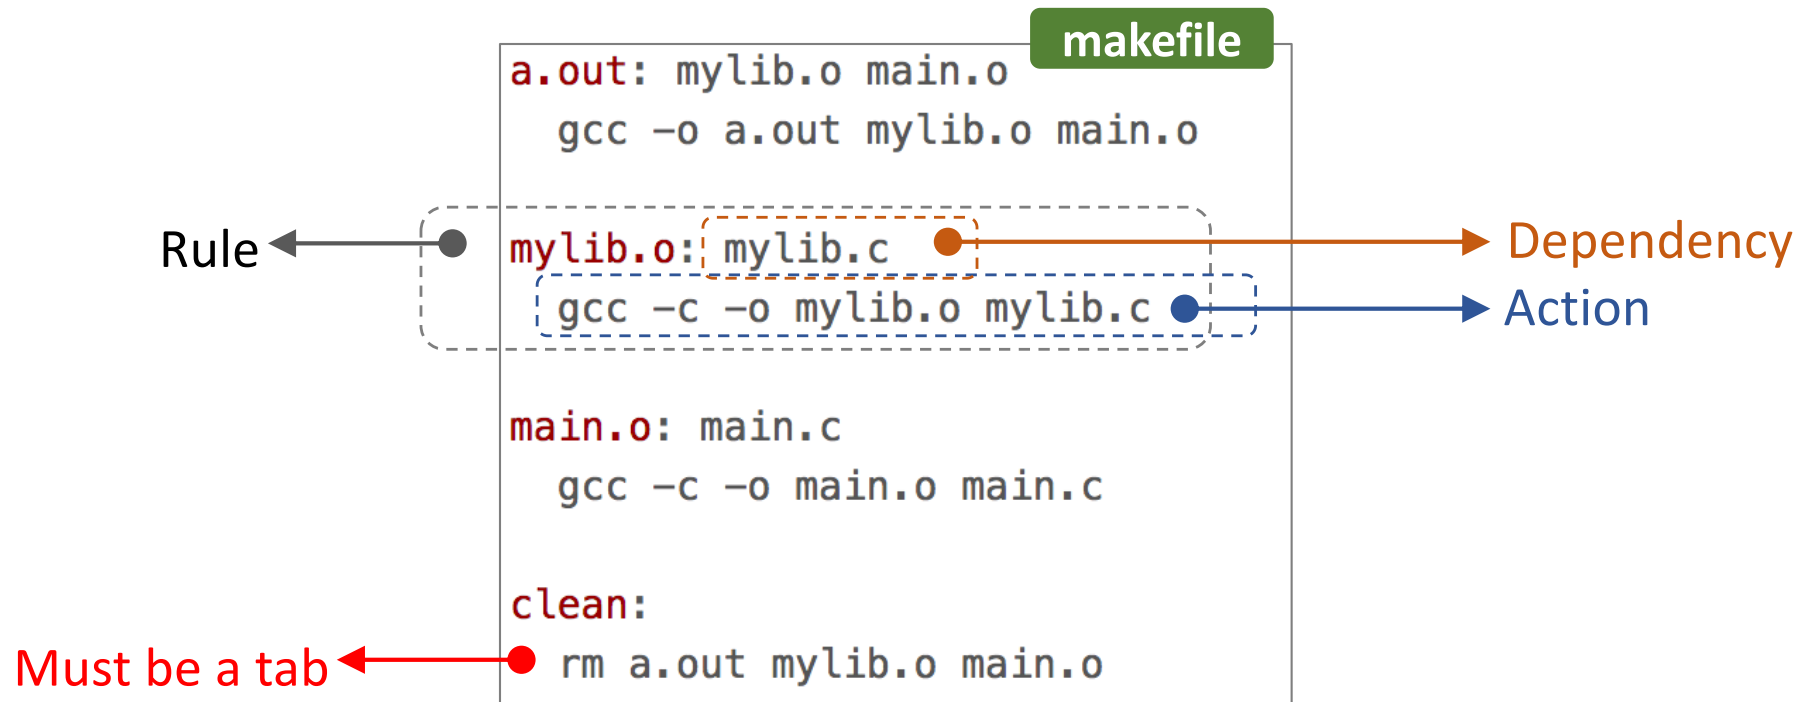 makefile
a.out: mylib.o main.o
gcc -o a.out mylib.o main.o
Rule
mylib.o: mylib.c
Dependency
gcc -c -o mylib.o mylib.c
Action
main.o: main.c
gcc -c -o main.o main.c
clean:
Must be a tab
rm a.out mylib.o main.o